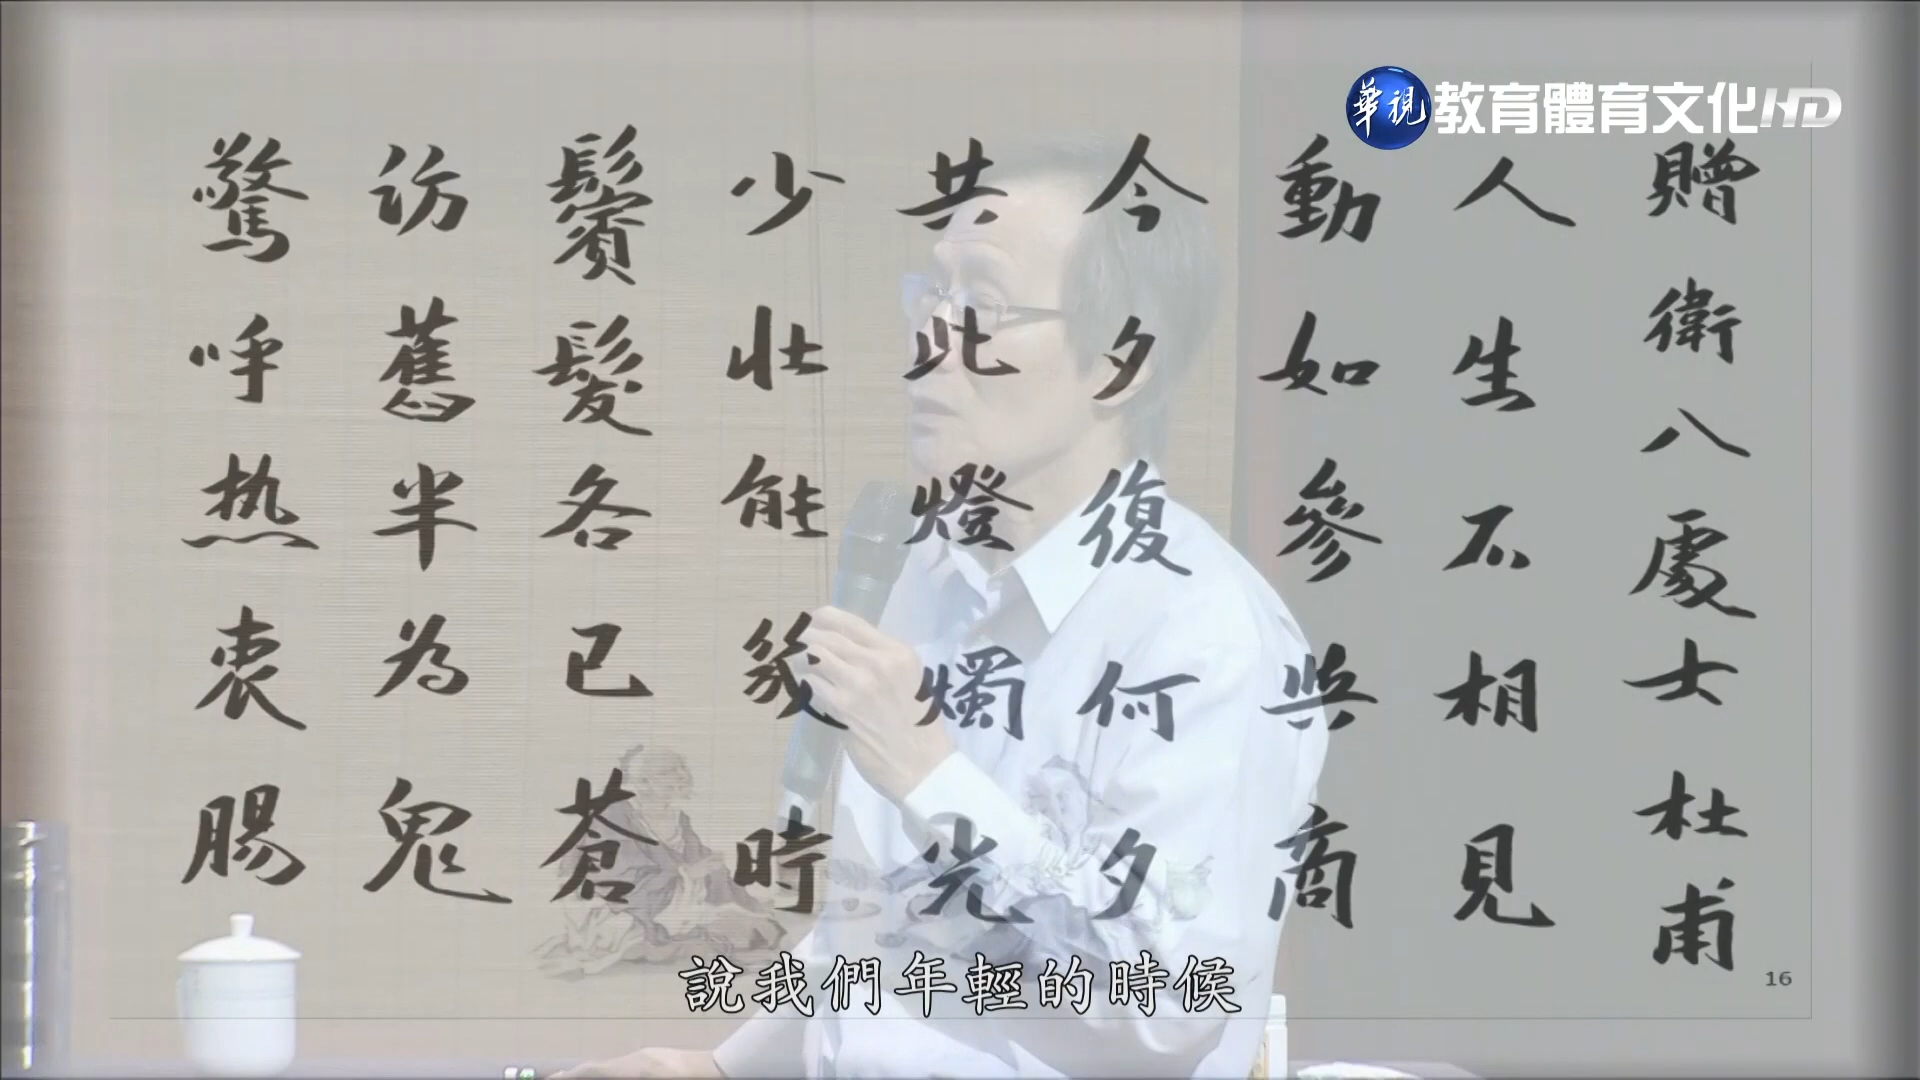 華視 教育體育文化HD
贈衛八處士 杜甫
人生不相見
動如參與商
今夕復何夕
共此燈燭光
少壯能幾時
鬢髮各已蒼
訪舊半為鬼
驚呼热衷腸
說我們年輕的時候
16